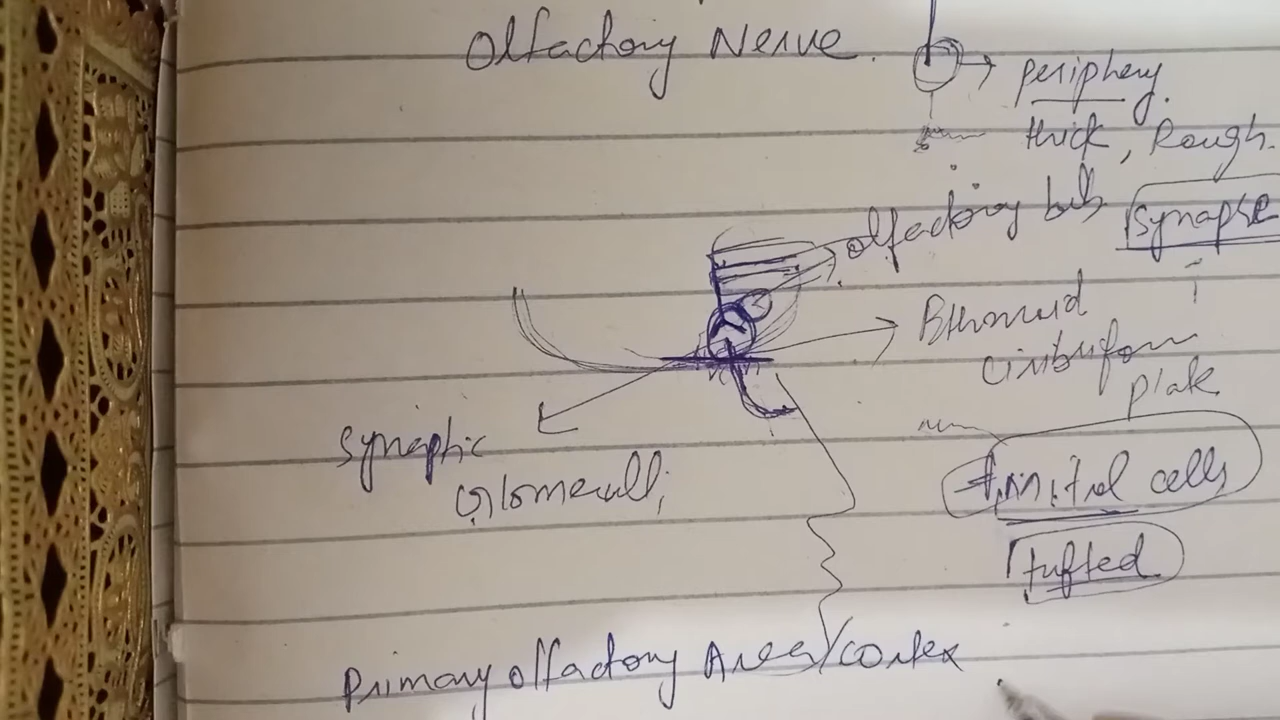 Olfactory Nerve.
periphery.
thick, Rough.
olfactory bulb
synapse
Ethmoid
plate
synaptic
Glomeruli
mitral cells
tufted
Primary olfactory Area/cortex